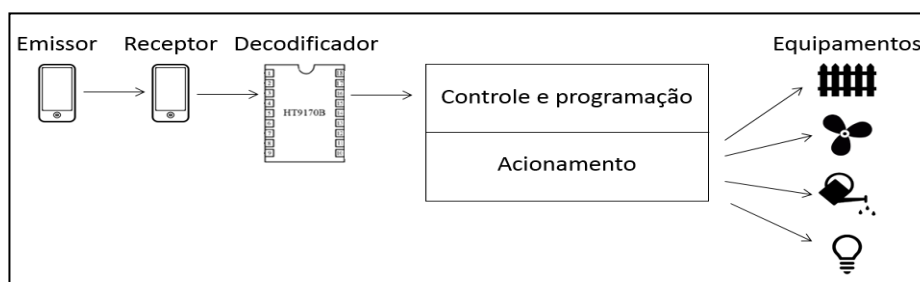 Emissor Receptor Decodificador Equipamentos
HT9170B
Controle e programação
Acionamento